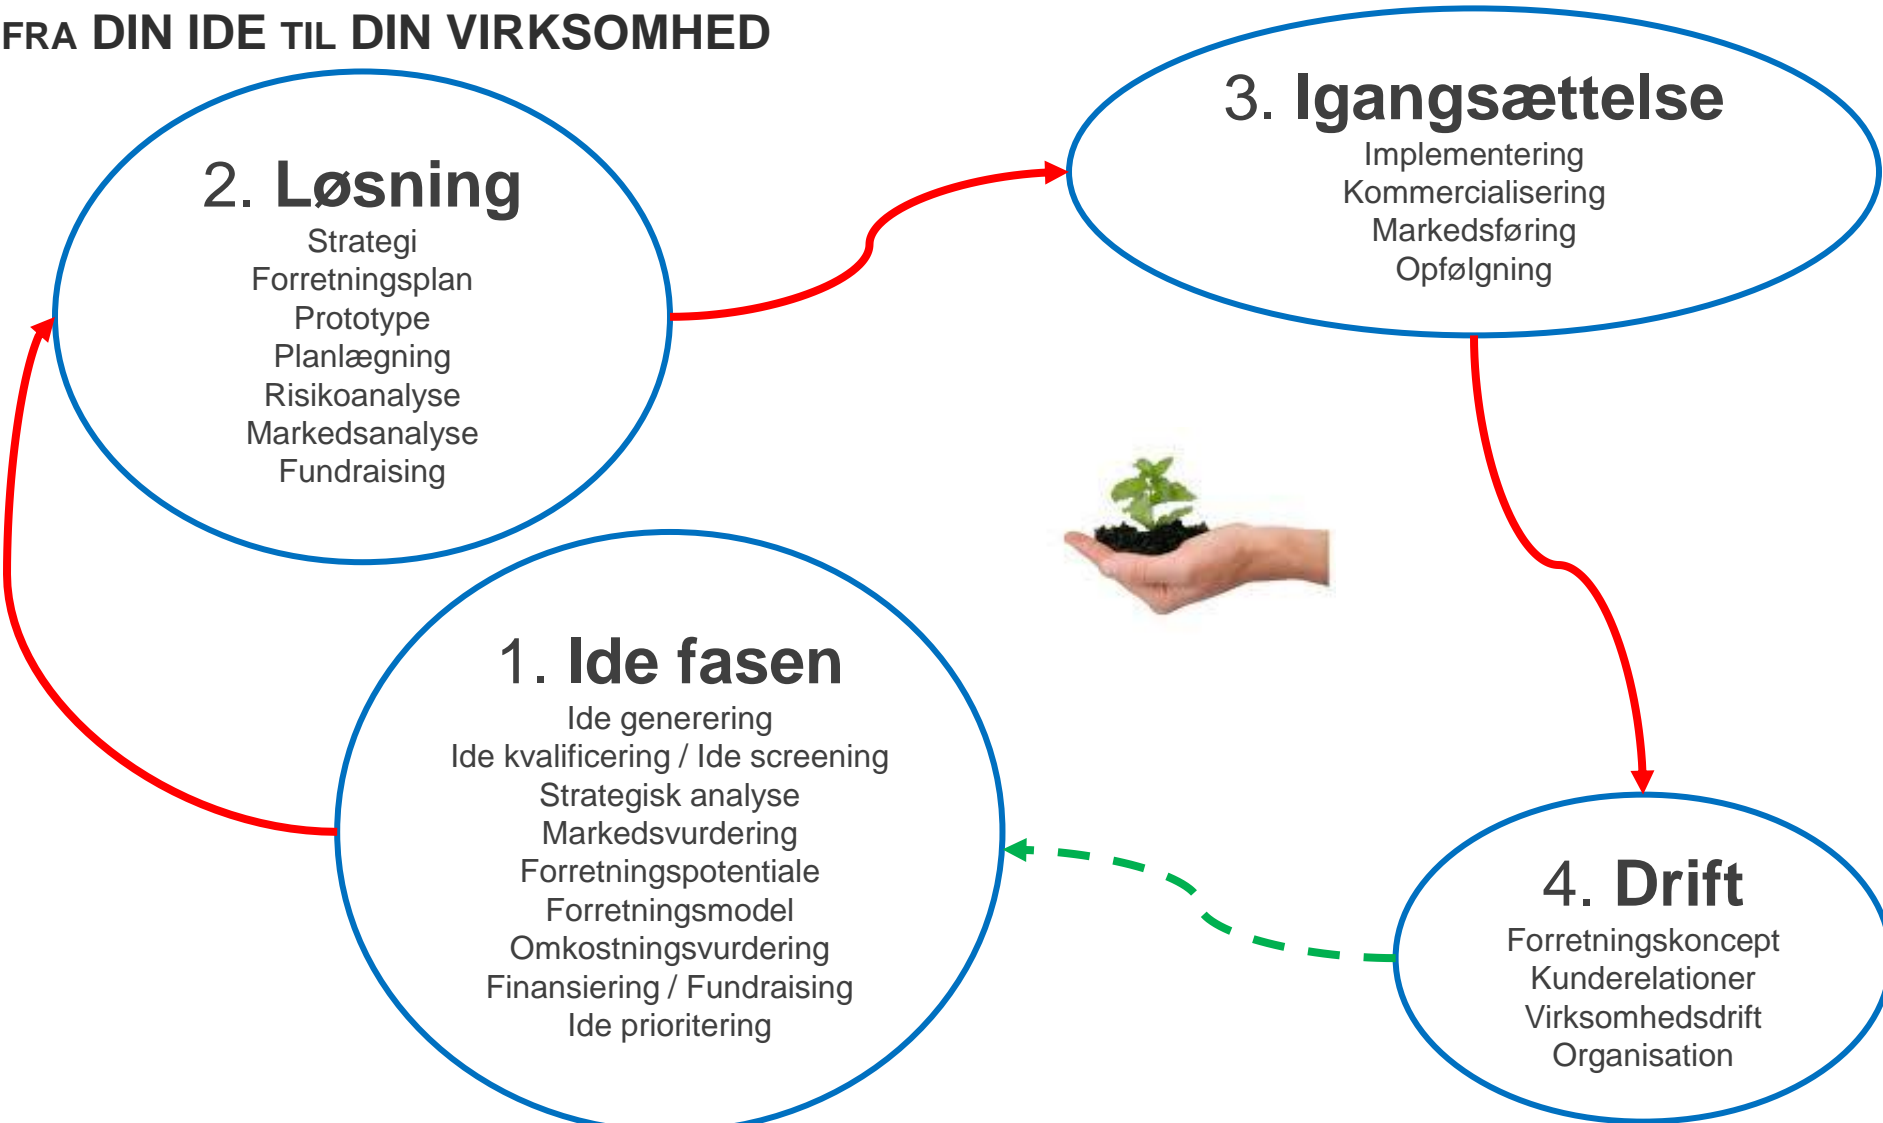 FRA DIN IDE TIL DIN VIRKSOMHED
2. Løsning
Strategi
Forretningsplan
Prototype
Planlægning
Risikoanalyse
Markedsanalyse
Fundraising
3. Igangsættelse
Implementering
Kommercialisering
Markedsføring
Opfølgning
1. Ide fasen
Ide generering
Ide kvalificering / Ide screening
Strategisk analyse
Markedsvurdering
Forretningspotentiale
Forretningsmodel
Omkostningsvurdering
Finansiering / Fundraising
Ide prioritering
4. Drift
Forretningskoncept
Kunderelationer
Virksomhedsdrift
Organisation